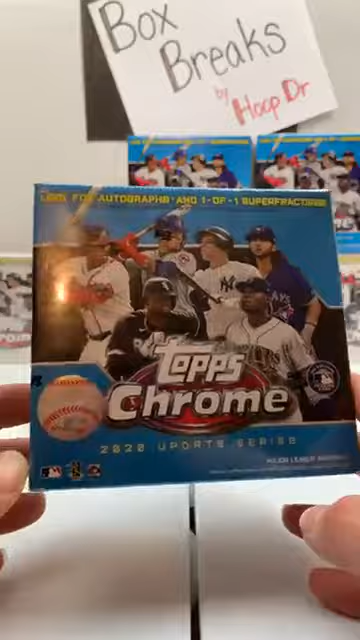 Box
Breaks
by
Hoop Dr
LOOK FOR AUTOGRAPHS AND 1-OF-1 SUPERFRACTORS!
TOPPS
Chrome
2020 UPDATE SERIES
MAJOR LEAGUE BASEBALL
Chrome